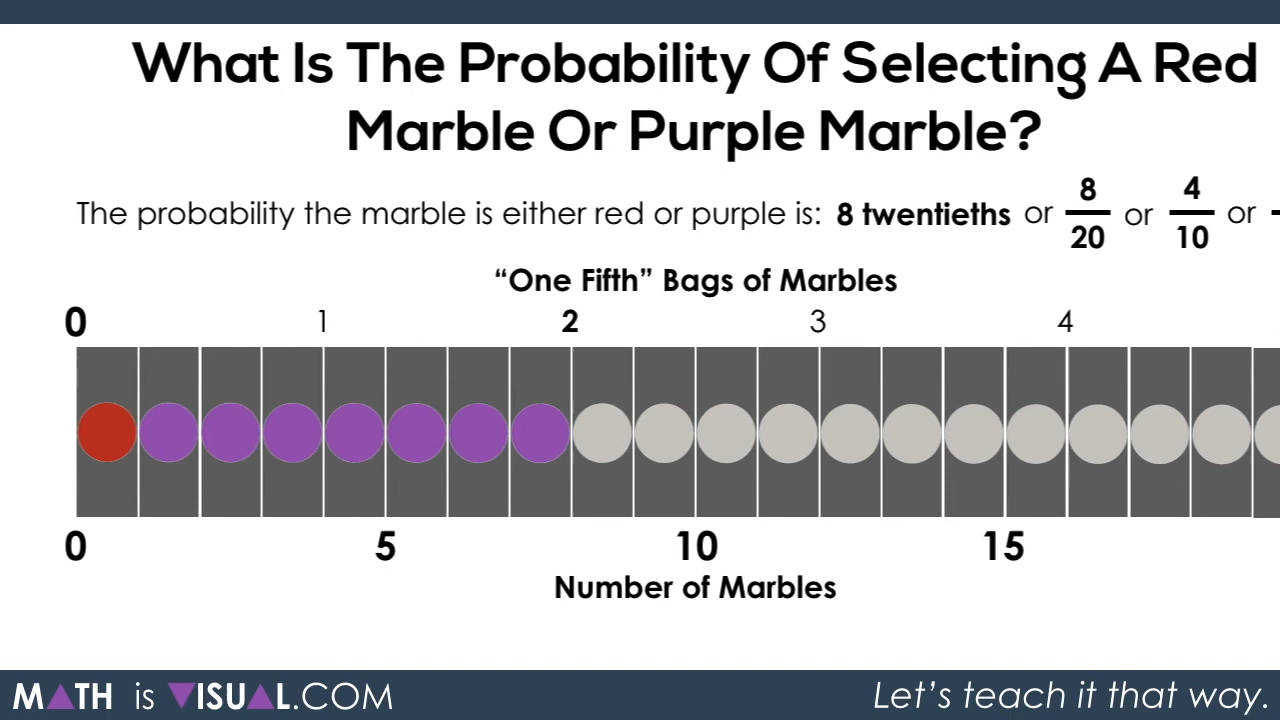 What Is The Probability Of Selecting A Red
Marble Or Purple Marble?
The probability the marble is either red or purple is: 8 twentieths or 8/20 or 4/10 or
“One Fifth” Bags of Marbles
0 1 2 3 4
0 5 10 15
Number of Marbles
MATH is VISUAL.COM
Let’s teach it that way.